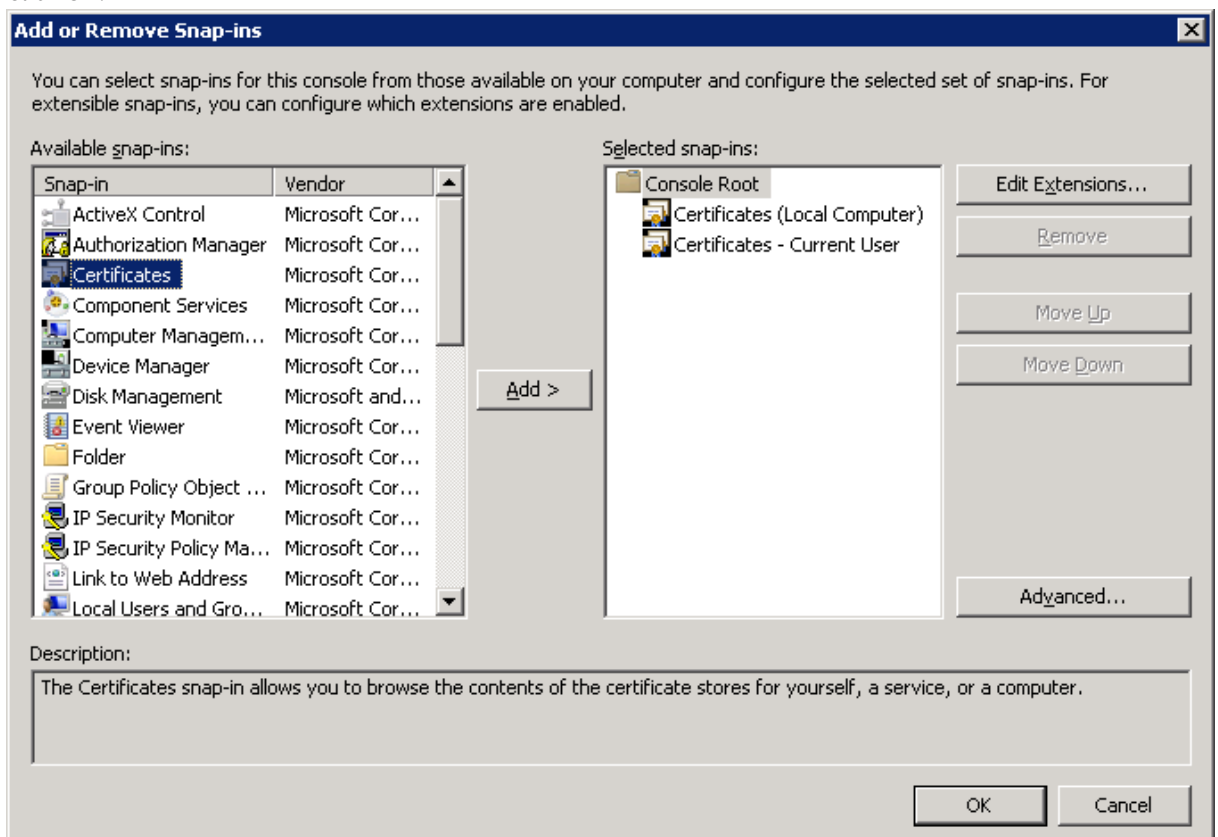 Add or Remove Snap-ins
You can select snap-ins for this console from those available on your computer and configure the selected set of snap-ins. For
extensible snap-ins, you can configure which extensions are enabled.
Available snap-ins:
Snap-in Vendor
ActiveX Control Microsoft Cor...
Authorization Manager Microsoft Cor...
Certificates Microsoft Cor...
Component Services Microsoft Cor...
Computer Managem... Microsoft Cor...
Device Manager Microsoft Cor...
Disk Management Microsoft and...
Event Viewer Microsoft Cor...
Folder Microsoft Cor...
Group Policy Object ... Microsoft Cor...
IP Security Monitor Microsoft Cor...
IP Security Policy Ma... Microsoft Cor...
Link to Web Address Microsoft Cor...
Local Users and Gro... Microsoft Cor...
Add >
Selected snap-ins:
Console Root
Certificates (Local Computer)
Certificates - Current User
Edit Extensions...
Remove
Move Up
Move Down
Advanced...
Description:
The Certificates snap-in allows you to browse the contents of the certificate stores for yourself, a service, or a computer.
OK
Cancel